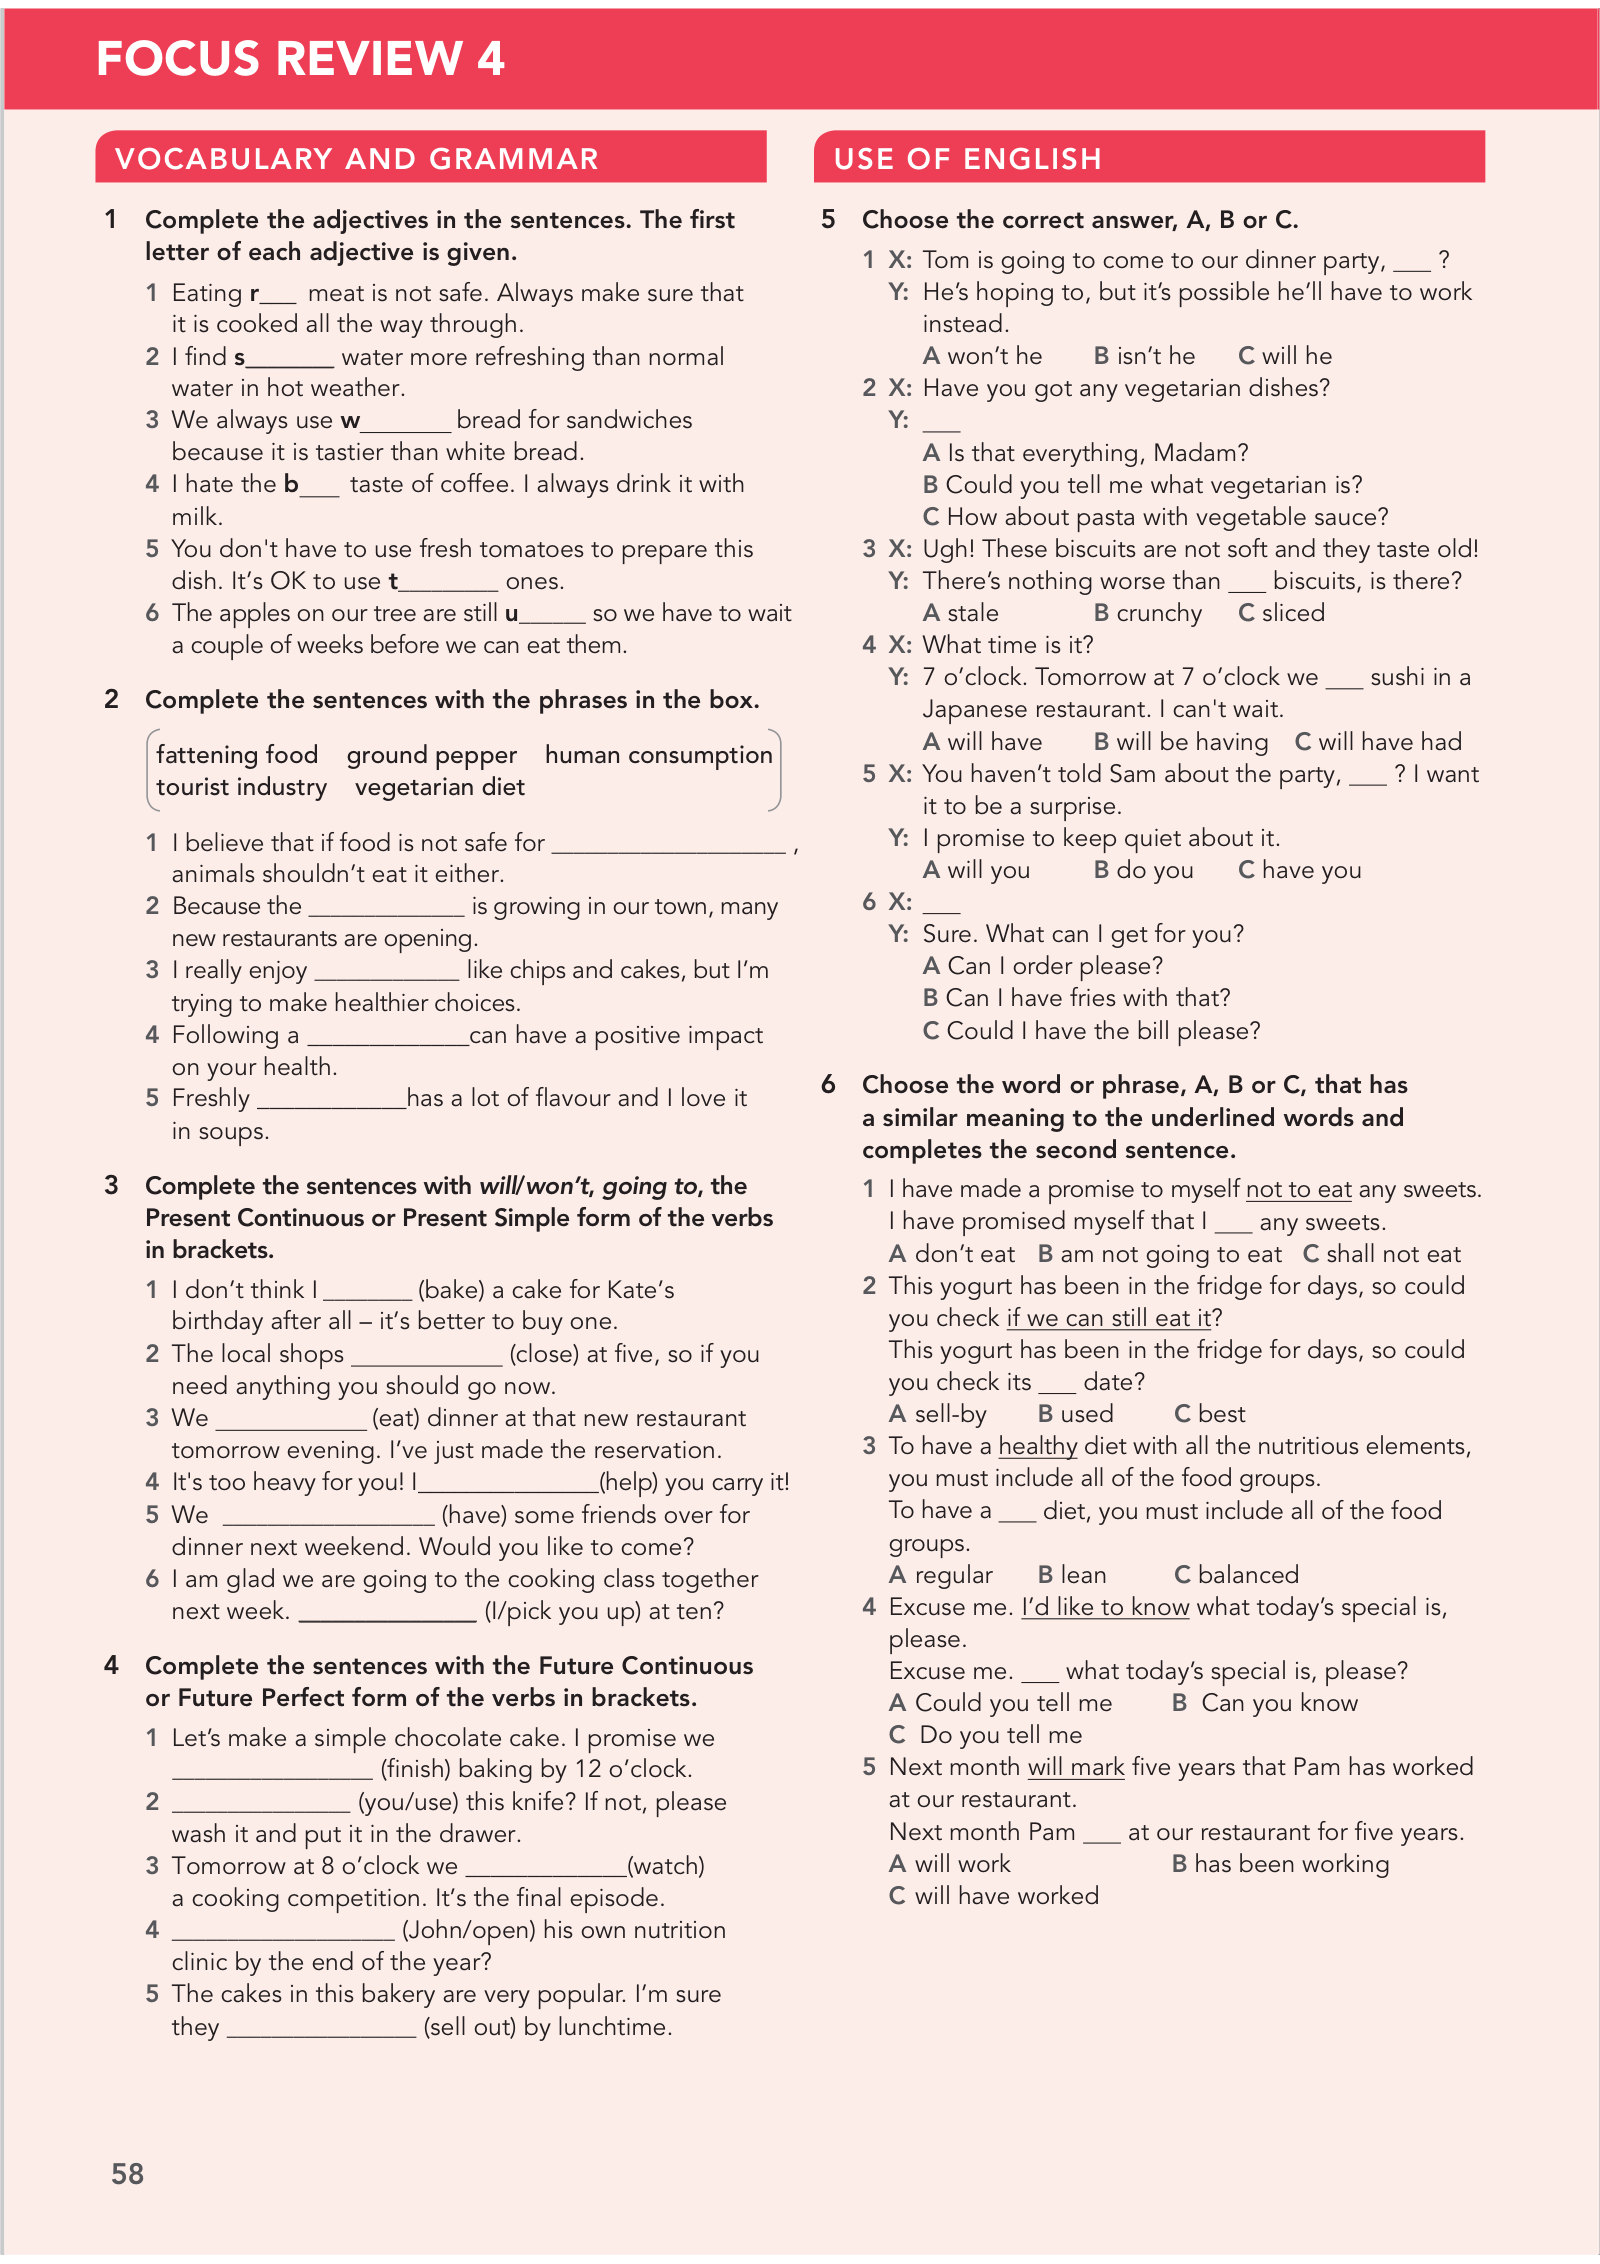 FOCUS REVIEW 4
VOCABULARY AND GRAMMAR
1 Complete the adjectives in the sentences. The first
letter of each adjective is given.
1 Eating r___ meat is not safe. Always make sure that
it is cooked all the way through.
2 I find s_______ water more refreshing than normal
water in hot weather.
3 We always use w_______ bread for sandwiches
because it is tastier than white bread.
4 I hate the b___ taste of coffee. I always drink it with
milk.
5 You don't have to use fresh tomatoes to prepare this
dish. It's OK to use t________ ones.
6 The apples on our tree are still u_____ so we have to wait
a couple of weeks before we can eat them.
2 Complete the sentences with the phrases in the box.
fattening food ground pepper human consumption
tourist industry vegetarian diet
1 I believe that if food is not safe for ___________________ ,
animals shouldn't eat it either.
2 Because the ____________ is growing in our town, many
new restaurants are opening.
3 I really enjoy ____________ like chips and cakes, but I'm
trying to make healthier choices.
4 Following a _____________can have a positive impact
on your health.
5 Freshly ____________has a lot of flavour and I love it
in soups.
3 Complete the sentences with will/won't, going to, the
Present Continuous or Present Simple form of the verbs
in brackets.
1 I don't think I _______ (bake) a cake for Kate's
birthday after all – it's better to buy one.
2 The local shops ____________ (close) at five, so if you
need anything you should go now.
3 We ____________ (eat) dinner at that new restaurant
tomorrow evening. I've just made the reservation.
4 It's too heavy for you! I______________(help) you carry it!
5 We _________________ (have) some friends over for
dinner next weekend. Would you like to come?
6 I am glad we are going to the cooking class together
next week. ______________ (I/pick you up) at ten?
4 Complete the sentences with the Future Continuous
or Future Perfect form of the verbs in brackets.
1 Let's make a simple chocolate cake. I promise we
________________ (finish) baking by 12 o'clock.
2 ______________ (you/use) this knife? If not, please
wash it and put it in the drawer.
3 Tomorrow at 8 o'clock we _____________(watch)
a cooking competition. It's the final episode.
4 __________________ (John/open) his own nutrition
clinic by the end of the year?
5 The cakes in this bakery are very popular. I'm sure
they _______________ (sell out) by lunchtime.
58
USE OF ENGLISH
5 Choose the correct answer, A, B or C.
1 X: Tom is going to come to our dinner party, ___ ?
Y: He's hoping to, but it's possible he'll have to work
instead.
A won't he B isn't he C will he
2 X: Have you got any vegetarian dishes?
Y: ___
A Is that everything, Madam?
B Could you tell me what vegetarian is?
C How about pasta with vegetable sauce?
3 X: Ugh! These biscuits are not soft and they taste old!
Y: There's nothing worse than ___ biscuits, is there?
A stale B crunchy C sliced
4 X: What time is it?
Y: 7 o'clock. Tomorrow at 7 o'clock we ___ sushi in a
Japanese restaurant. I can't wait.
A will have B will be having C will have had
5 X: You haven't told Sam about the party, ___ ? I want
it to be a surprise.
Y: I promise to keep quiet about it.
A will you B do you C have you
6 X: ___
Y: Sure. What can I get for you?
A Can I order please?
B Can I have fries with that?
C Could I have the bill please?
6 Choose the word or phrase, A, B or C, that has
a similar meaning to the underlined words and
completes the second sentence.
1 I have made a promise to myself not to eat any sweets.
I have promised myself that I ___ any sweets.
A don't eat B am not going to eat C shall not eat
2 This yogurt has been in the fridge for days, so could
you check if we can still eat it?
This yogurt has been in the fridge for days, so could
you check its ___ date?
A sell-by B used C best
3 To have a healthy diet with all the nutritious elements,
you must include all of the food groups.
To have a ___ diet, you must include all of the food
groups.
A regular B lean C balanced
4 Excuse me. I'd like to know what today's special is,
please.
Excuse me. ___ what today's special is, please?
A Could you tell me B Can you know
C Do you tell me
5 Next month will mark five years that Pam has worked
at our restaurant.
Next month Pam ___ at our restaurant for five years.
A will work B has been working
C will have worked